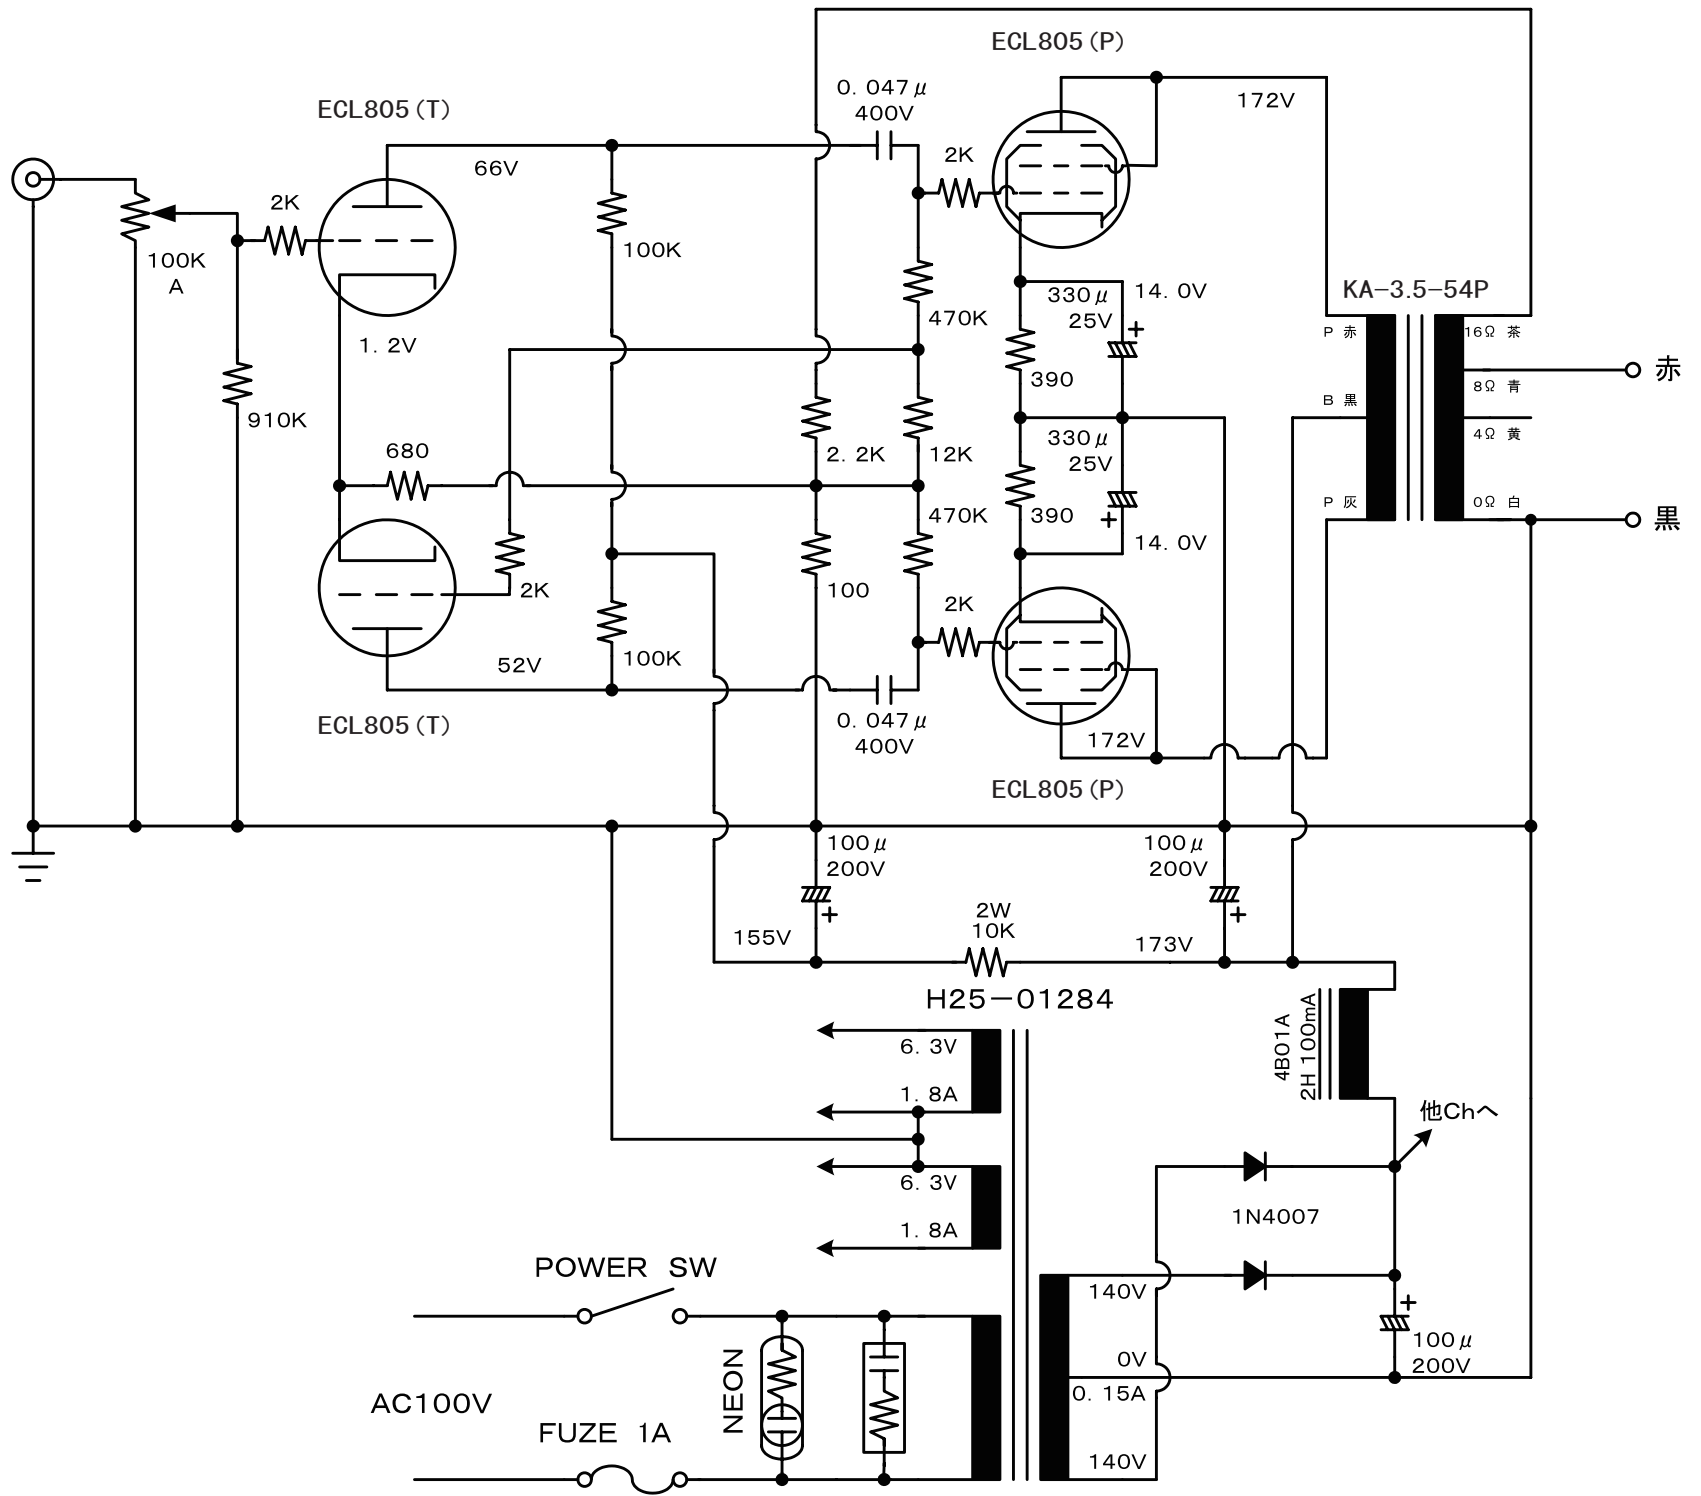 ECL805(P)
0.047μ
400V
172V
ECL805(T)
66V
2K
2K
100K
A
100K
470K
330μ
25V
14.0V
KA-3.5-54P
P 赤
16Ω 茶
赤
1.2V
390
8Ω 青
B 黒
910K
680
2.2K
12K
330μ
25V
4Ω 黄
470K
390
P 灰
0Ω 白
黒
14.0V
2K
100
2K
52V
100K
ECL805(T)
0.047μ
400V
172V
ECL805(P)
100μ
200V
100μ
200V
2W
10K
155V
173V
H25-01284
6.3V
1.8A
4B01A
2H 100mA
他Chへ
6.3V
1.8A
1N4007
POWER SW
140V
NEON
0V
0.15A
100μ
200V
AC100V
FUZE 1A
140V